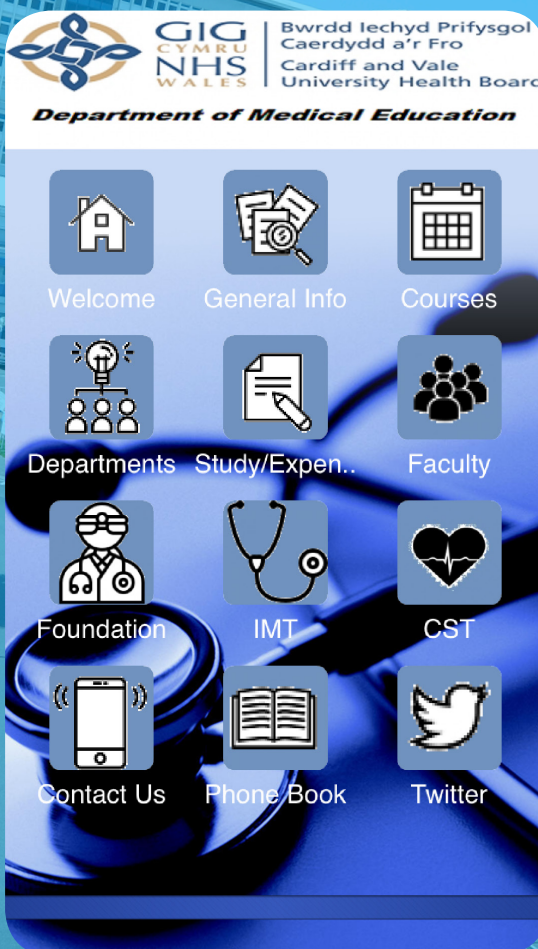 GIG
CYMRU
NHS
WALES
Bwrdd Iechyd Prifysgol
Caerdydd a'r Fro
Cardiff and Vale
University Health Board
Department of Medical Education
Welcome
General Info
Courses
Departments
Study/Expen..
Faculty
Foundation
IMT
CST
Contact Us
Phone Book
Twitter